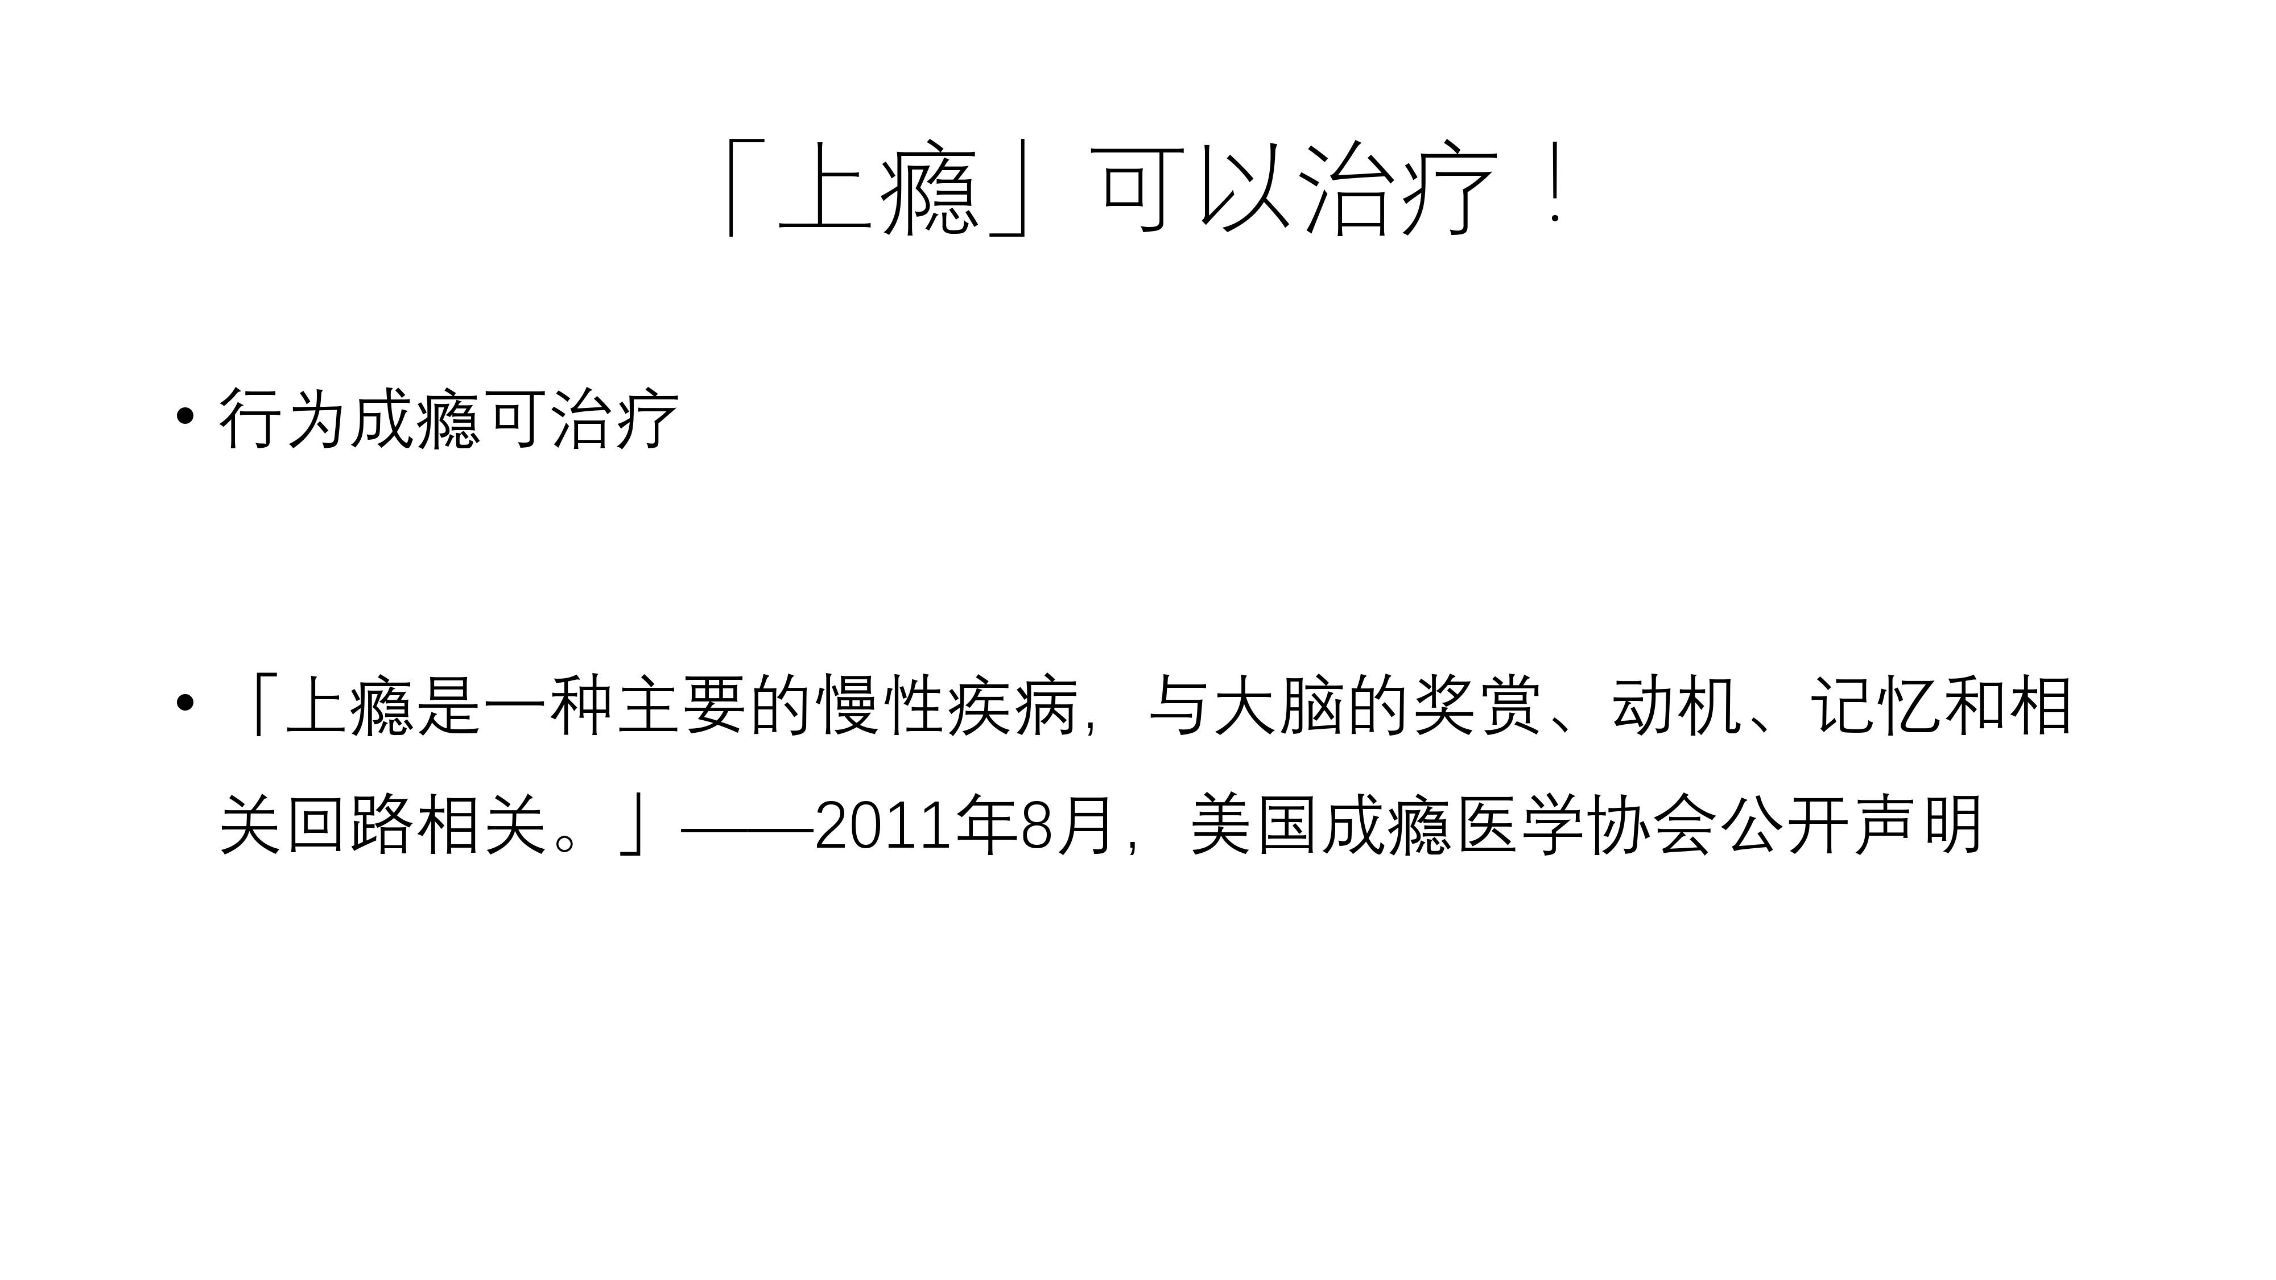 「上瘾」可以治疗！
• 行为成瘾可治疗
• 「上瘾是一种主要的慢性疾病，与大脑的奖赏、动机、记忆和相
关回路相关。」——2011年8月，美国成瘾医学协会公开声明